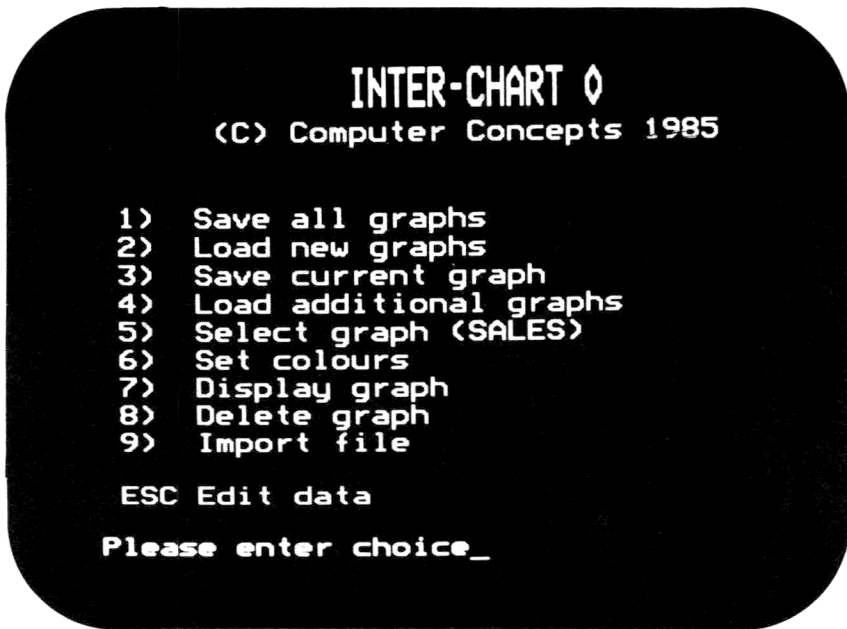 INTER-CHART ◊
(C) Computer Concepts 1985
1) Save all graphs
2) Load new graphs
3) Save current graph
4) Load additional graphs
5) Select graph (SALES)
6) Set colours
7) Display graph
8) Delete graph
9) Import file
ESC Edit data
Please enter choice_